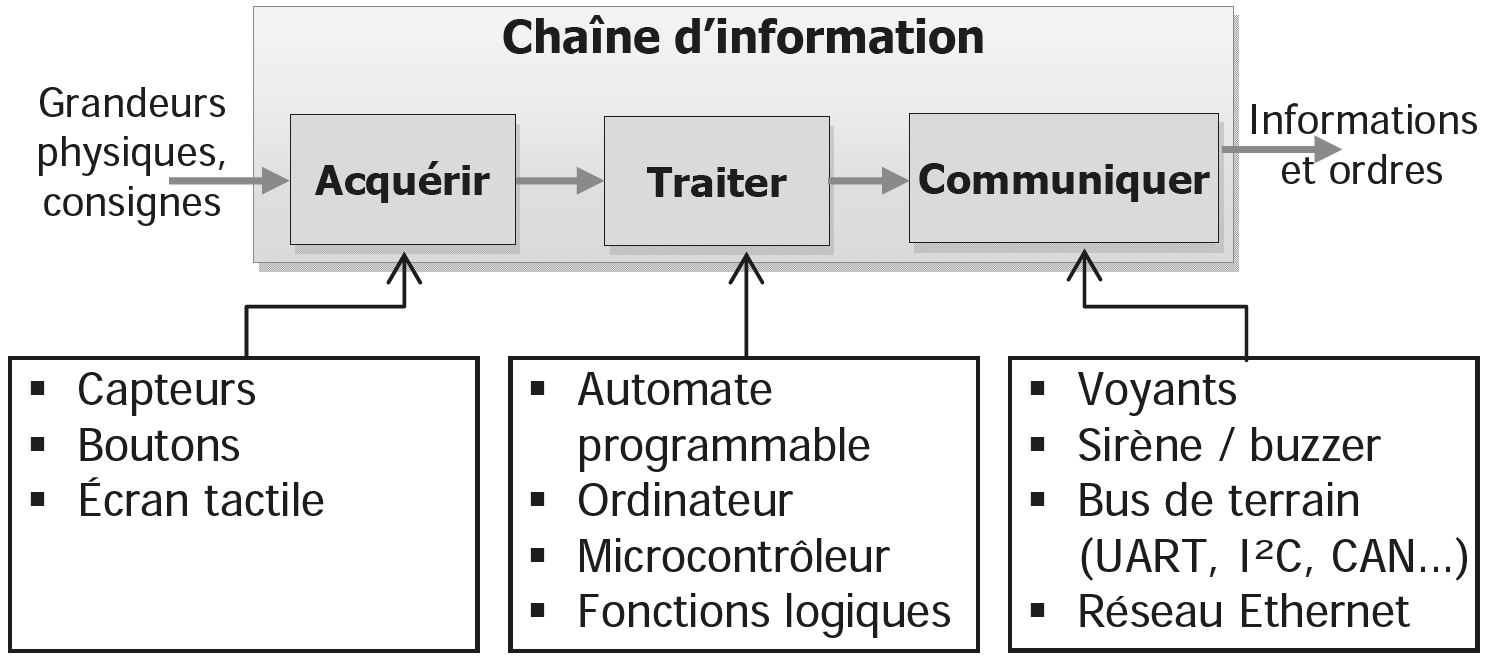 Chaîne d’information
Grandeurs
physiques,
consignes
Acquérir
Traiter
Communiquer
Informations
et ordres
▪ Capteurs
▪ Boutons
▪ Écran tactile
▪ Automate
programmable
▪ Ordinateur
▪ Microcontrôleur
▪ Fonctions logiques
▪ Voyants
▪ Sirène / buzzer
▪ Bus de terrain
(UART, I²C, CAN...)
▪ Réseau Ethernet